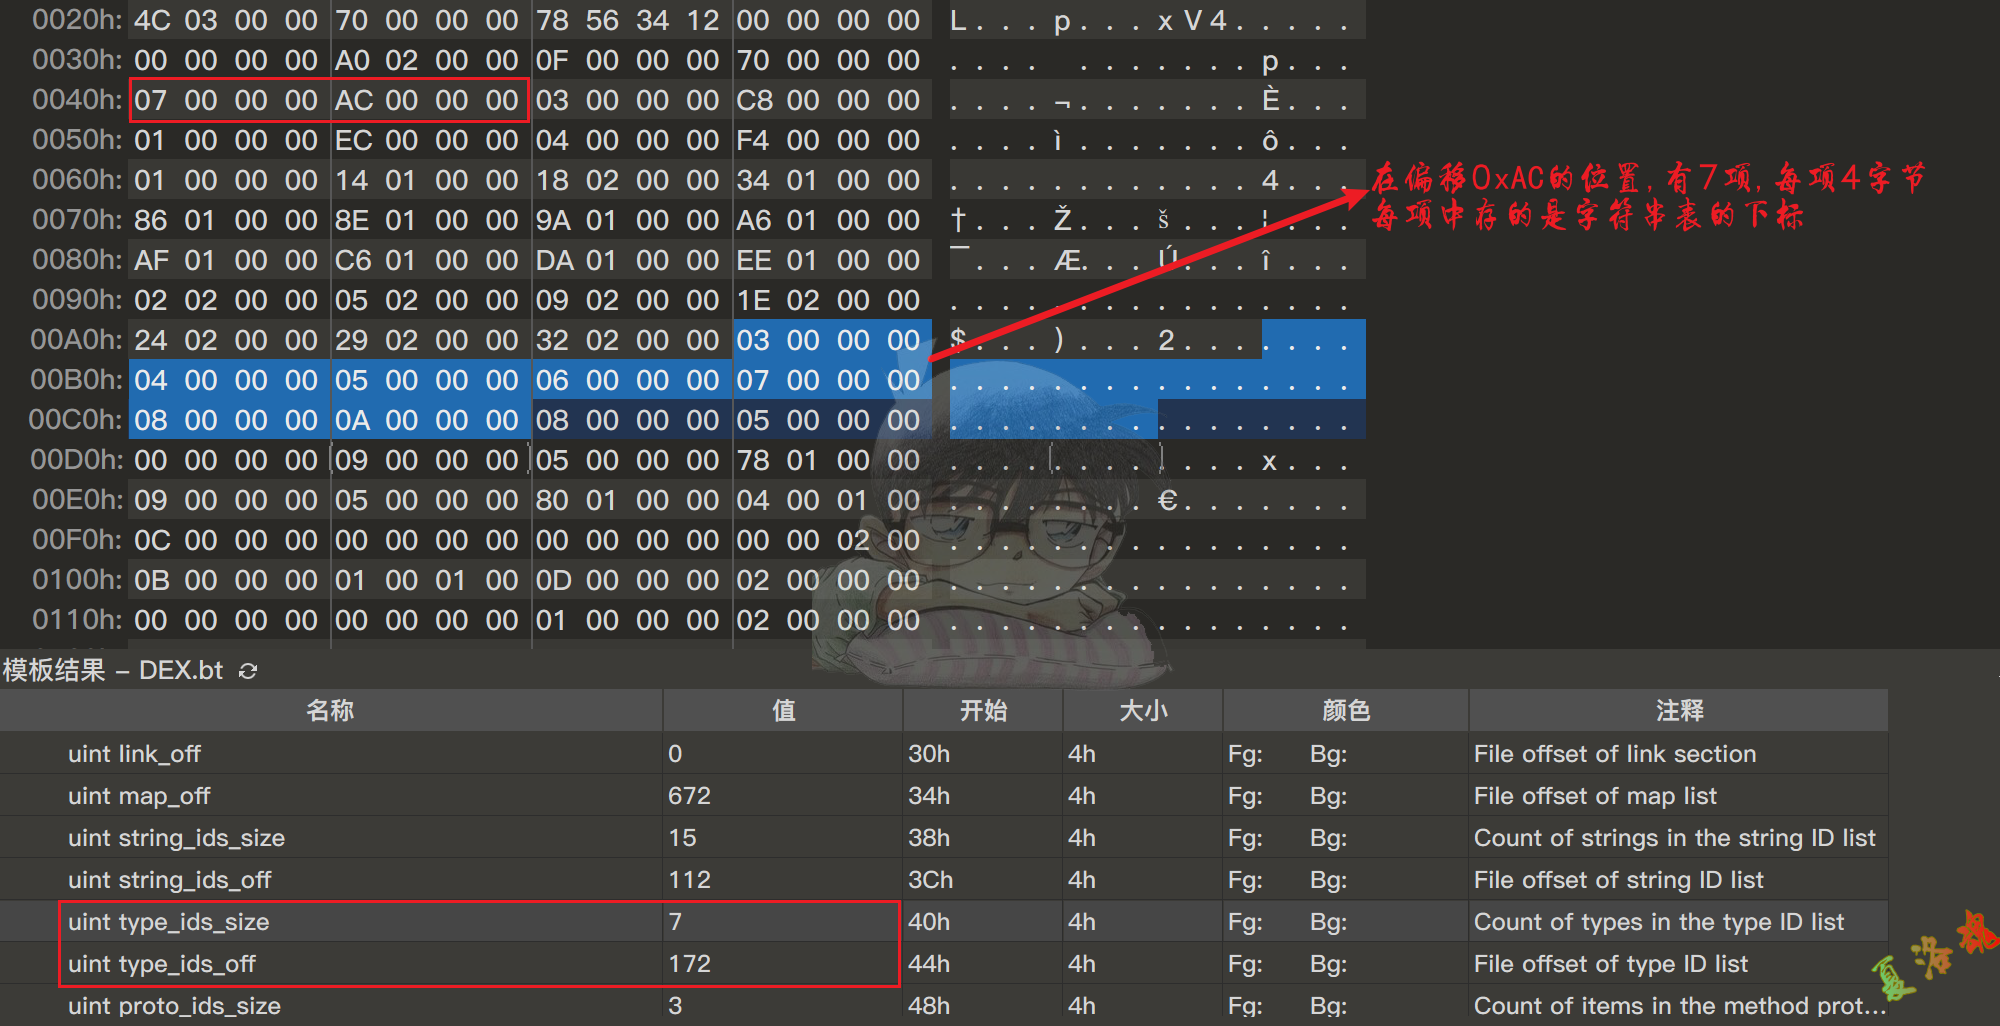 0020h: 4C 03 00 00 70 00 00 00 78 56 34 12 00 00 00 00 L...p...xV4.....
0030h: 00 00 00 00 A0 02 00 00 0F 00 00 00 70 00 00 00 .... .......p...
0040h: 07 00 00 00 AC 00 00 00 03 00 00 00 C8 00 00 00 ....¬.......È...
0050h: 01 00 00 00 EC 00 00 00 04 00 00 00 F4 00 00 00 ....ì.......ô...
0060h: 01 00 00 00 14 01 00 00 18 02 00 00 34 01 00 00 ............4...
0070h: 86 01 00 00 8E 01 00 00 9A 01 00 00 A6 01 00 00 †...Ž...š...¦...
0080h: AF 01 00 00 C6 01 00 00 DA 01 00 00 EE 01 00 00 ¯...Æ...Ú...î...
0090h: 02 02 00 00 05 02 00 00 09 02 00 00 1E 02 00 00 ................
00A0h: 24 02 00 00 29 02 00 00 32 02 00 00 03 00 00 00 $...)...2.......
00B0h: 04 00 00 00 05 00 00 00 06 00 00 00 07 00 00 00 ................
00C0h: 08 00 00 00 0A 00 00 00 08 00 00 00 05 00 00 00 ................
00D0h: 00 00 00 00 09 00 00 00 05 00 00 00 78 01 00 00 ............x...
00E0h: 09 00 00 00 05 00 00 00 80 01 00 00 04 00 01 00 ........€.......
00F0h: 0C 00 00 00 00 00 00 00 00 00 00 00 00 00 02 00 ................
0100h: 0B 00 00 00 01 00 01 00 0D 00 00 00 02 00 00 00 ................
0110h: 00 00 00 00 00 00 00 00 01 00 00 00 02 00 00 00 ................
在偏移0xAC的位置,有7项,每项4字节
每项中存的是字符串表的下标
模板结果 – DEX.bt
名称 值 开始 大小 颜色 注释
uint link_off 0 30h 4h Fg: Bg: File offset of link section
uint map_off 672 34h 4h Fg: Bg: File offset of map list
uint string_ids_size 15 38h 4h Fg: Bg: Count of strings in the string ID list
uint string_ids_off 112 3Ch 4h Fg: Bg: File offset of string ID list
uint type_ids_size 7 40h 4h Fg: Bg: Count of types in the type ID list
uint type_ids_off 172 44h 4h Fg: Bg: File offset of type ID list
uint proto_ids_size 3 48h 4h Fg: Bg: Count of items in the method prot...
夏洛魂